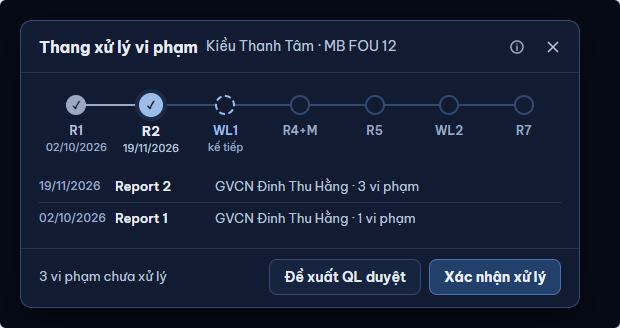 Thang xử lý vi phạm Kiều Thanh Tâm · MB FOU 12
R1 R2 WL1 R4+M R5 WL2 R7
02/10/2026 19/11/2026 kế tiếp
19/11/2026 Report 2 GVCN Đinh Thu Hằng · 3 vi phạm
02/10/2026 Report 1 GVCN Đinh Thu Hằng · 1 vi phạm
3 vi phạm chưa xử lý Đề xuất QL duyệt Xác nhận xử lý